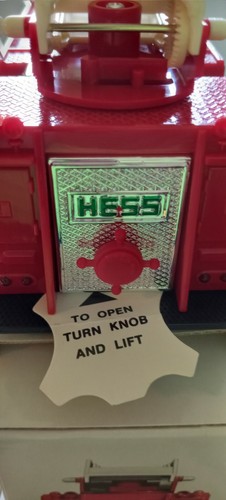 HESS
TO OPEN
TURN KNOB
AND LIFT